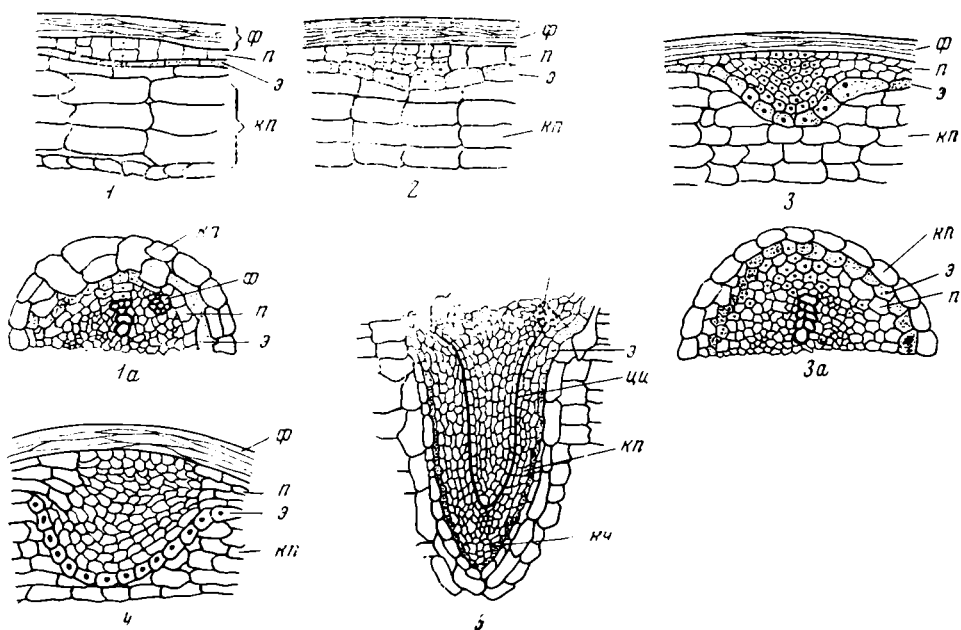 ф
п
э
кп
1
ф
п
э
кп
2
ф
п
э
кп
3
кп
ф
п
э
1а
э
цц
кп
кч
5
кп
э
п
3а
ф
п
э
кп
4